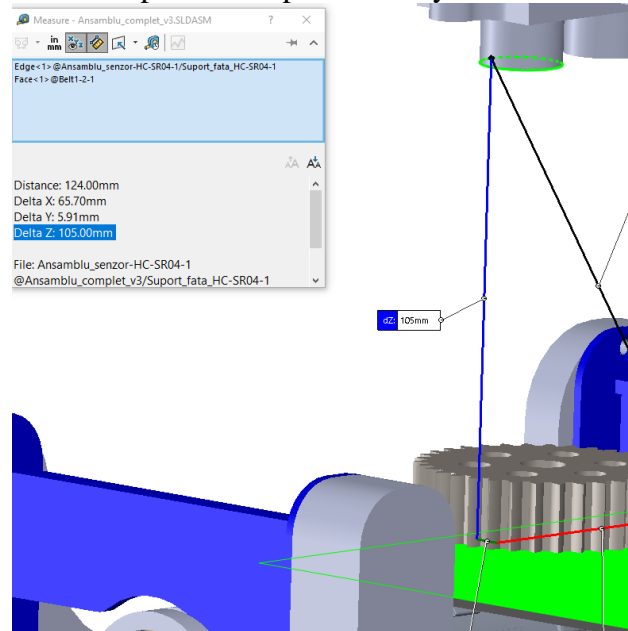 Measure - Ansamblu_complet_v3.SLDASM ? ×
in
mm
Edge<1>@Ansamblu_senzor-HC-SR04-1/Suport_fata_HC-SR04-1
Face<1>@Belt1-2-1
Distance: 124.00mm
Delta X: 65.70mm
Delta Y: 5.91mm
Delta Z: 105.00mm
File: Ansamblu_senzor-HC-SR04-1
@Ansamblu_complet_v3/Suport_fata_HC-SR04-1
dZ: 105mm